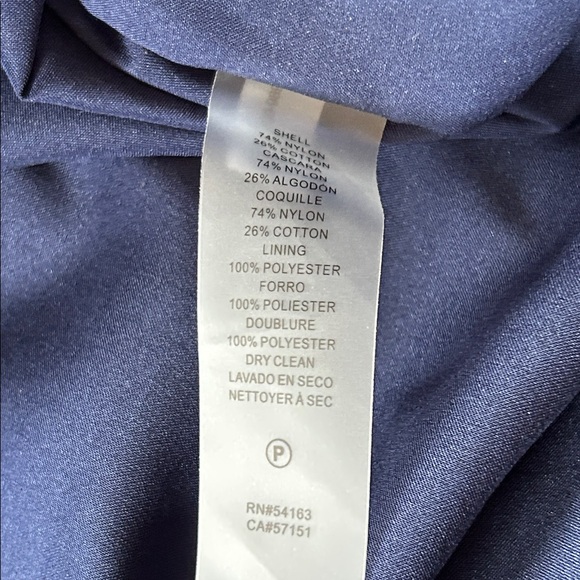 SHELL
74% NYLON
26% COTTON
CASCARA
74% NYLON
26% ALGODÓN
COQUILLE
74% NYLON
26% COTTON
LINING
100% POLYESTER
FORRO
100% POLIESTER
DOUBLURE
100% POLYESTER
DRY CLEAN
LAVADO EN SECO
NETTOYER À SEC
P
RN#54163
CA#57151